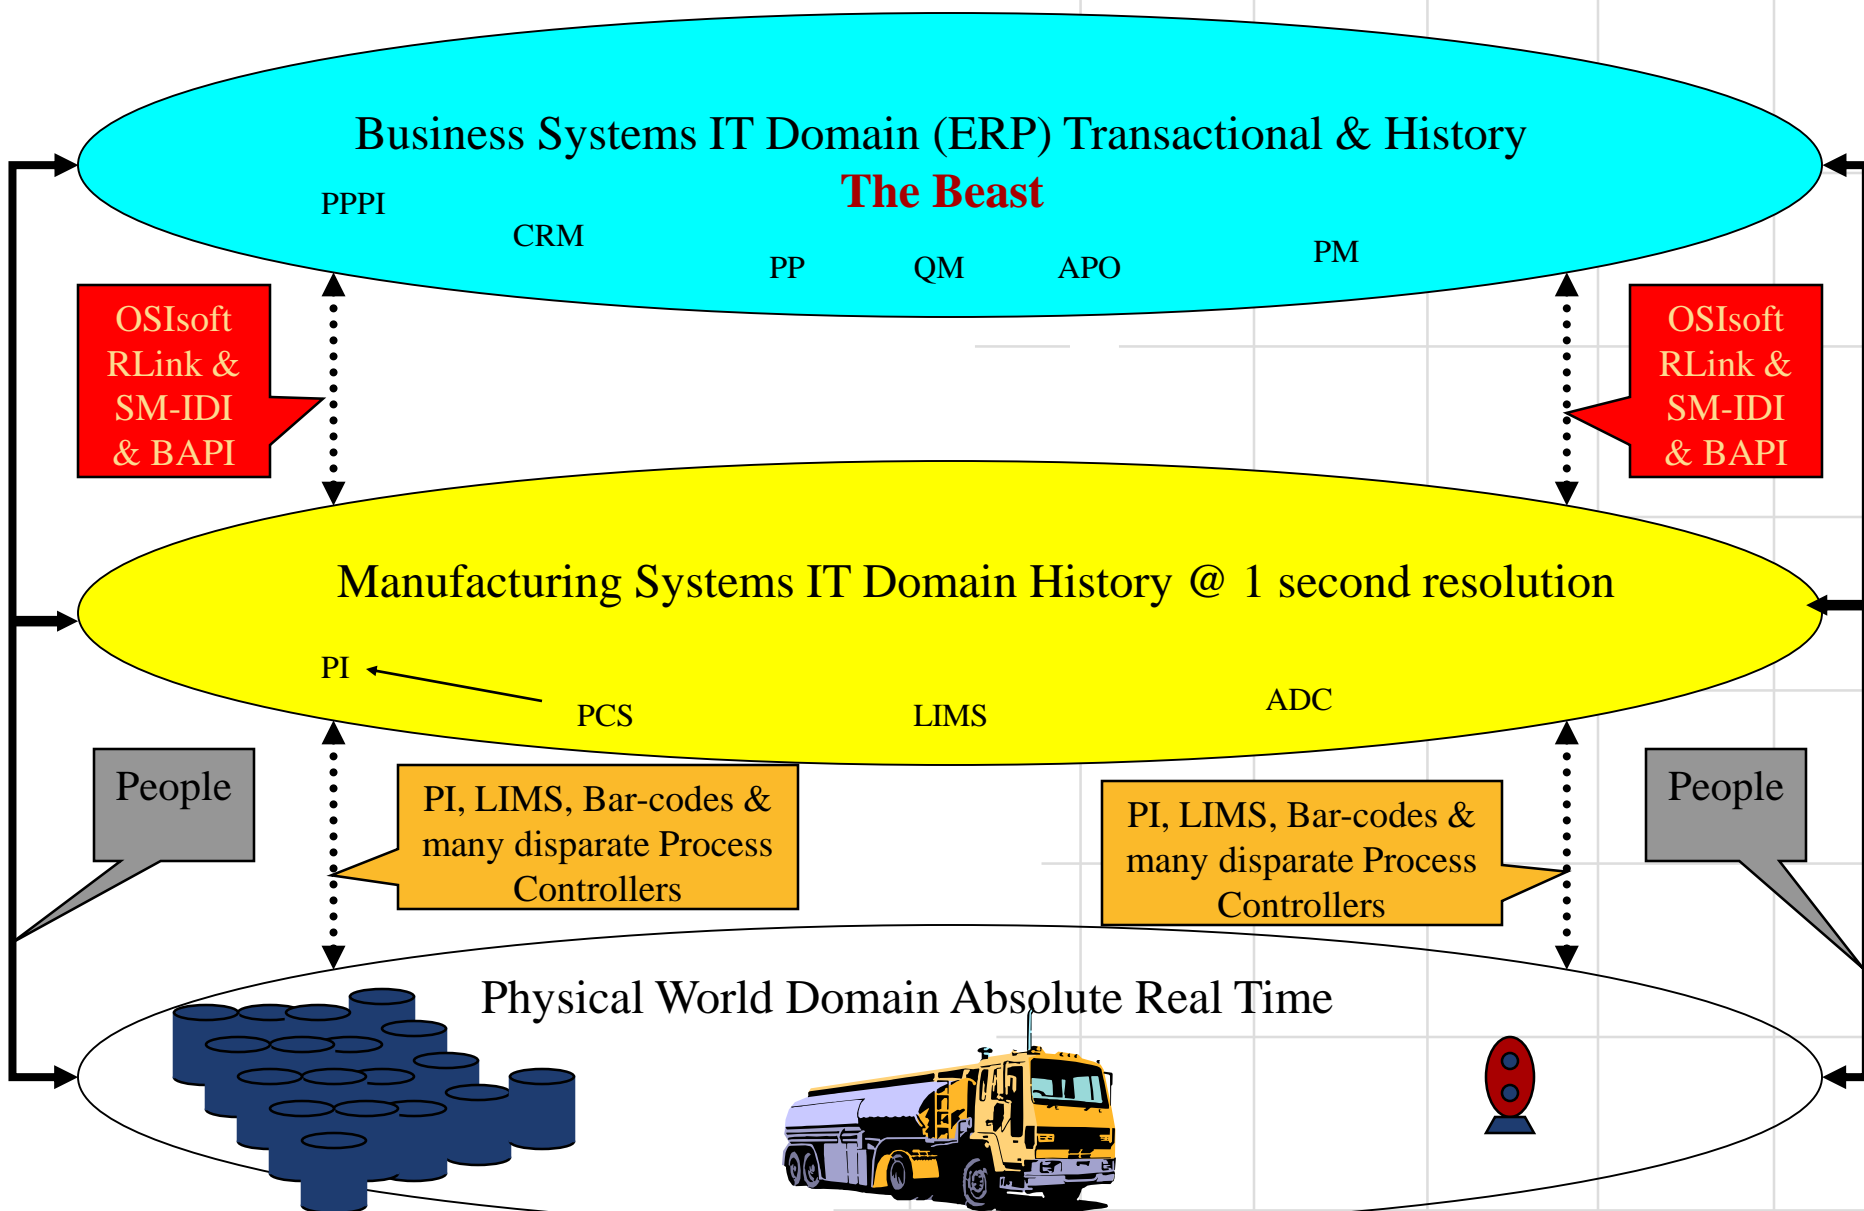 Business Systems IT Domain (ERP) Transactional & History
The Beast
PPPI
CRM
PP
QM
APO
PM
OSIsoft
RLink &
SM-IDI
& BAPI
OSIsoft
RLink &
SM-IDI
& BAPI
Manufacturing Systems IT Domain History @ 1 second resolution
PI
PCS
LIMS
ADC
People
PI, LIMS, Bar-codes &
many disparate Process
Controllers
PI, LIMS, Bar-codes &
many disparate Process
Controllers
People
Physical World Domain Absolute Real Time